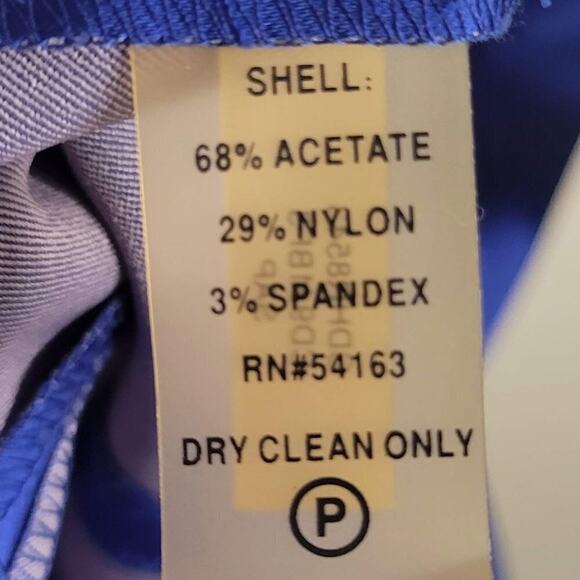 SHELL:
68% ACETATE
29% NYLON
3% SPANDEX
RN#54163
DRY CLEAN ONLY
P